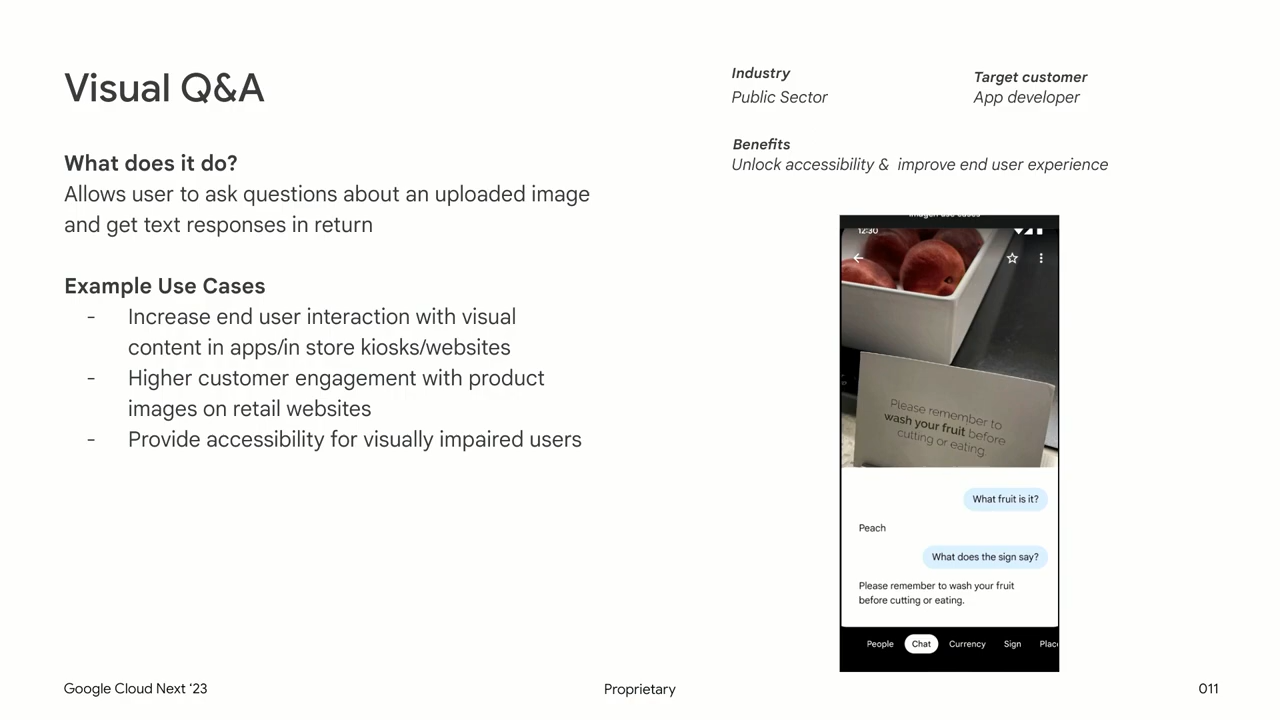 Visual Q&A
What does it do?
Allows user to ask questions about an uploaded image
and get text responses in return
Example Use Cases
- Increase end user interaction with visual
content in apps/in store kiosks/websites
- Higher customer engagement with product
images on retail websites
- Provide accessibility for visually impaired users
Industry
Public Sector
Target customer
App developer
Benefits
Unlock accessibility & improve end user experience
Imagen use cases
12:30
Please remember to
wash your fruit before
cutting or eating.
What fruit is it?
Peach
What does the sign say?
Please remember to wash your fruit
before cutting or eating.
People Chat Currency Sign Plac
Google Cloud Next ‘23
Proprietary
011